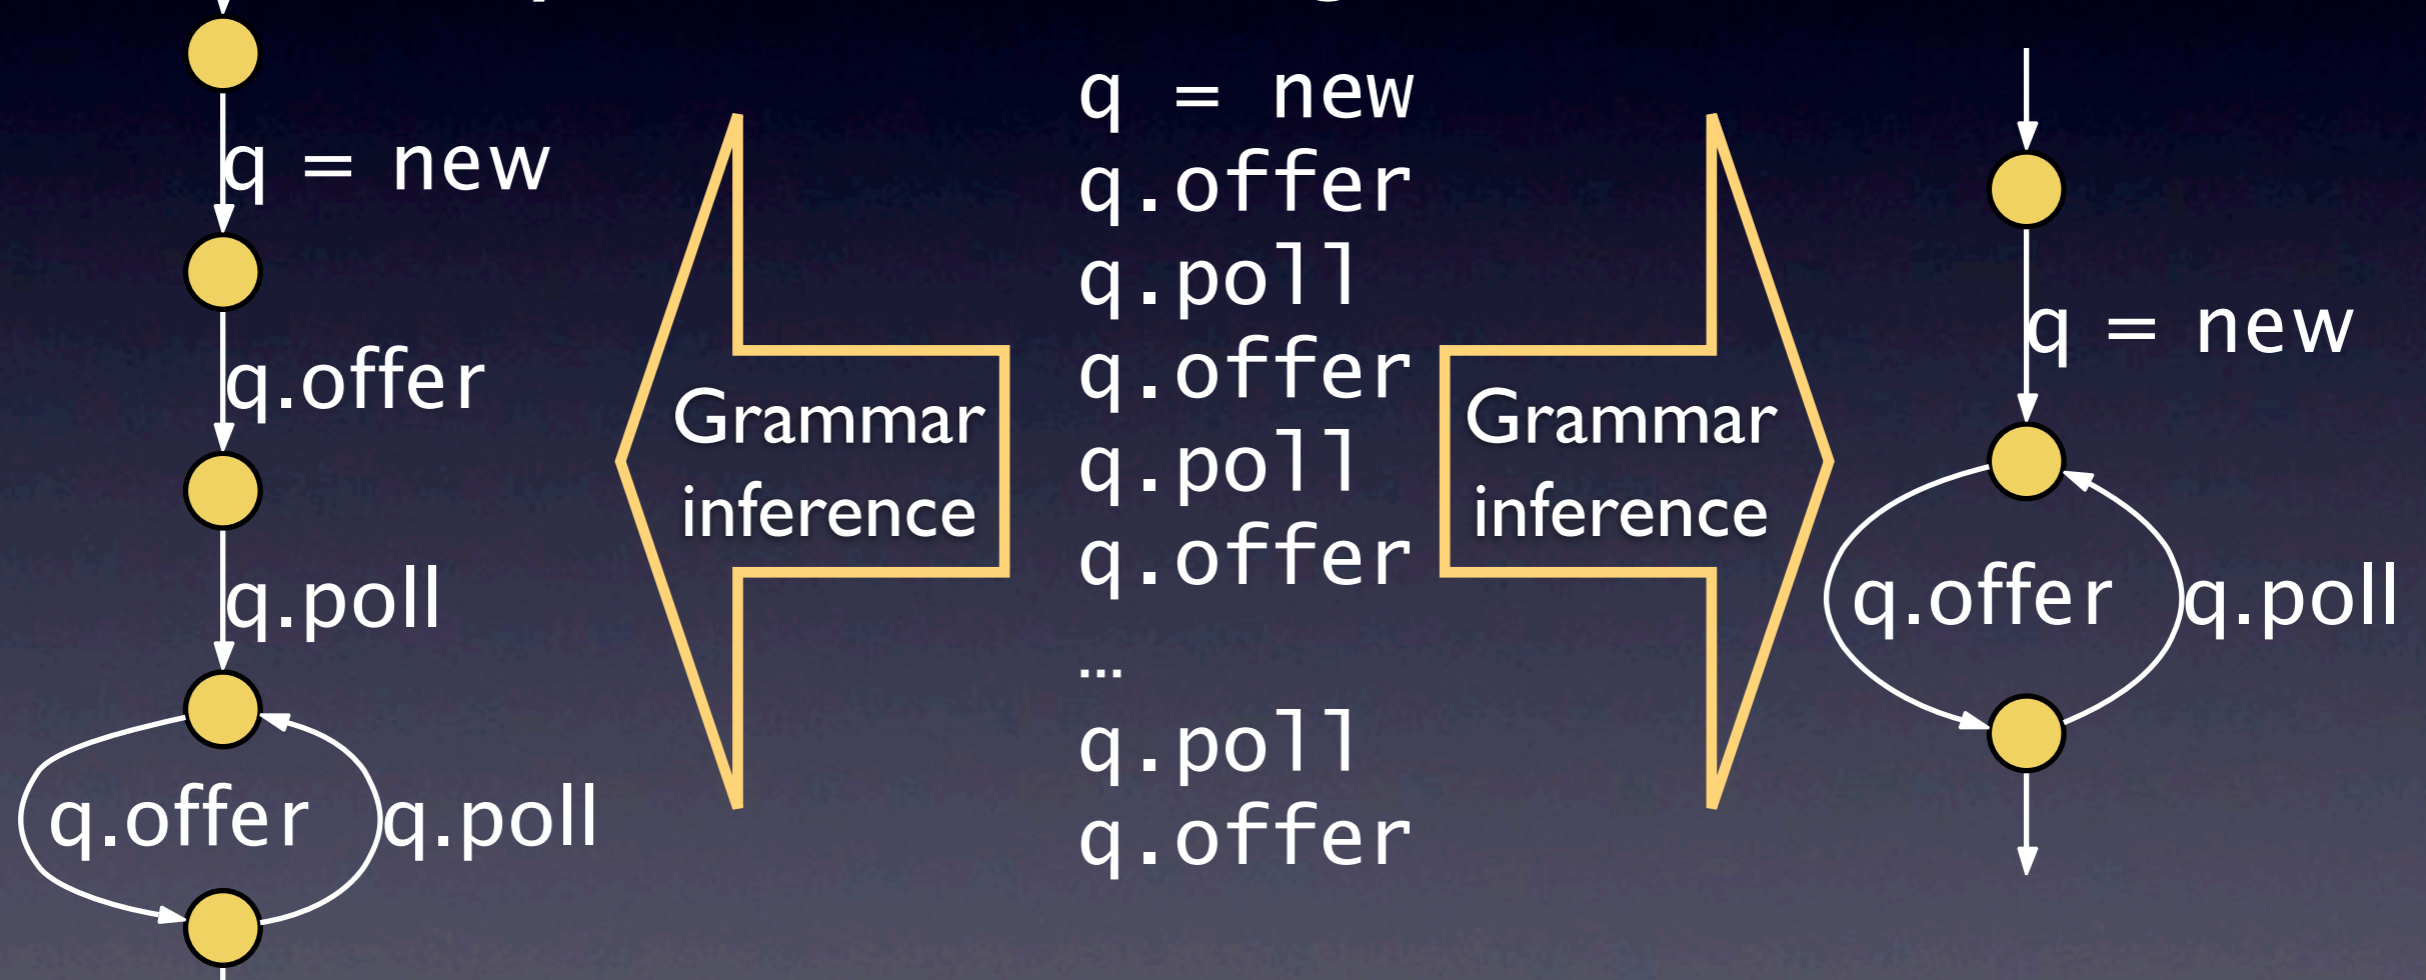 q = new
q.offer
q.poll
q.offer
q.poll
Grammar
inference
q = new
q.offer
q.poll
q.offer
q.poll
q.offer
…
q.poll
q.offer
Grammar
inference
q = new
q.offer
q.poll